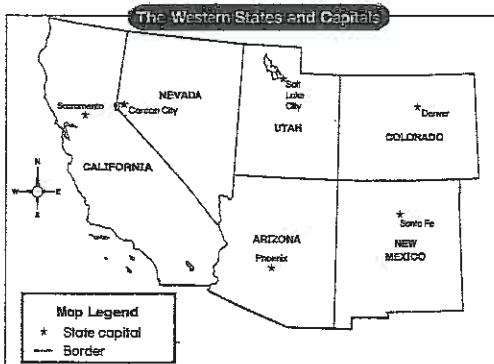 The Western States and Capitals
Sacramento
Carson City
NEVADA
CALIFORNIA
Salt
Lake
City
UTAH
Denver
COLORADO
N
W
E
S
ARIZONA
Phoenix
Santa Fe
NEW
MEXICO
Map Legend
State capital
Border